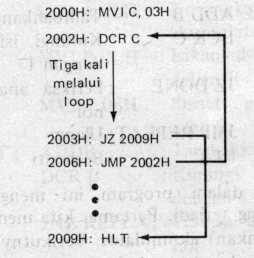 2000H: MVI C, 03H
2002H: DCR C
Tiga kali
melalui
loop
2003H: JZ 2009H
2006H: JMP 2002H
2009H: HLT